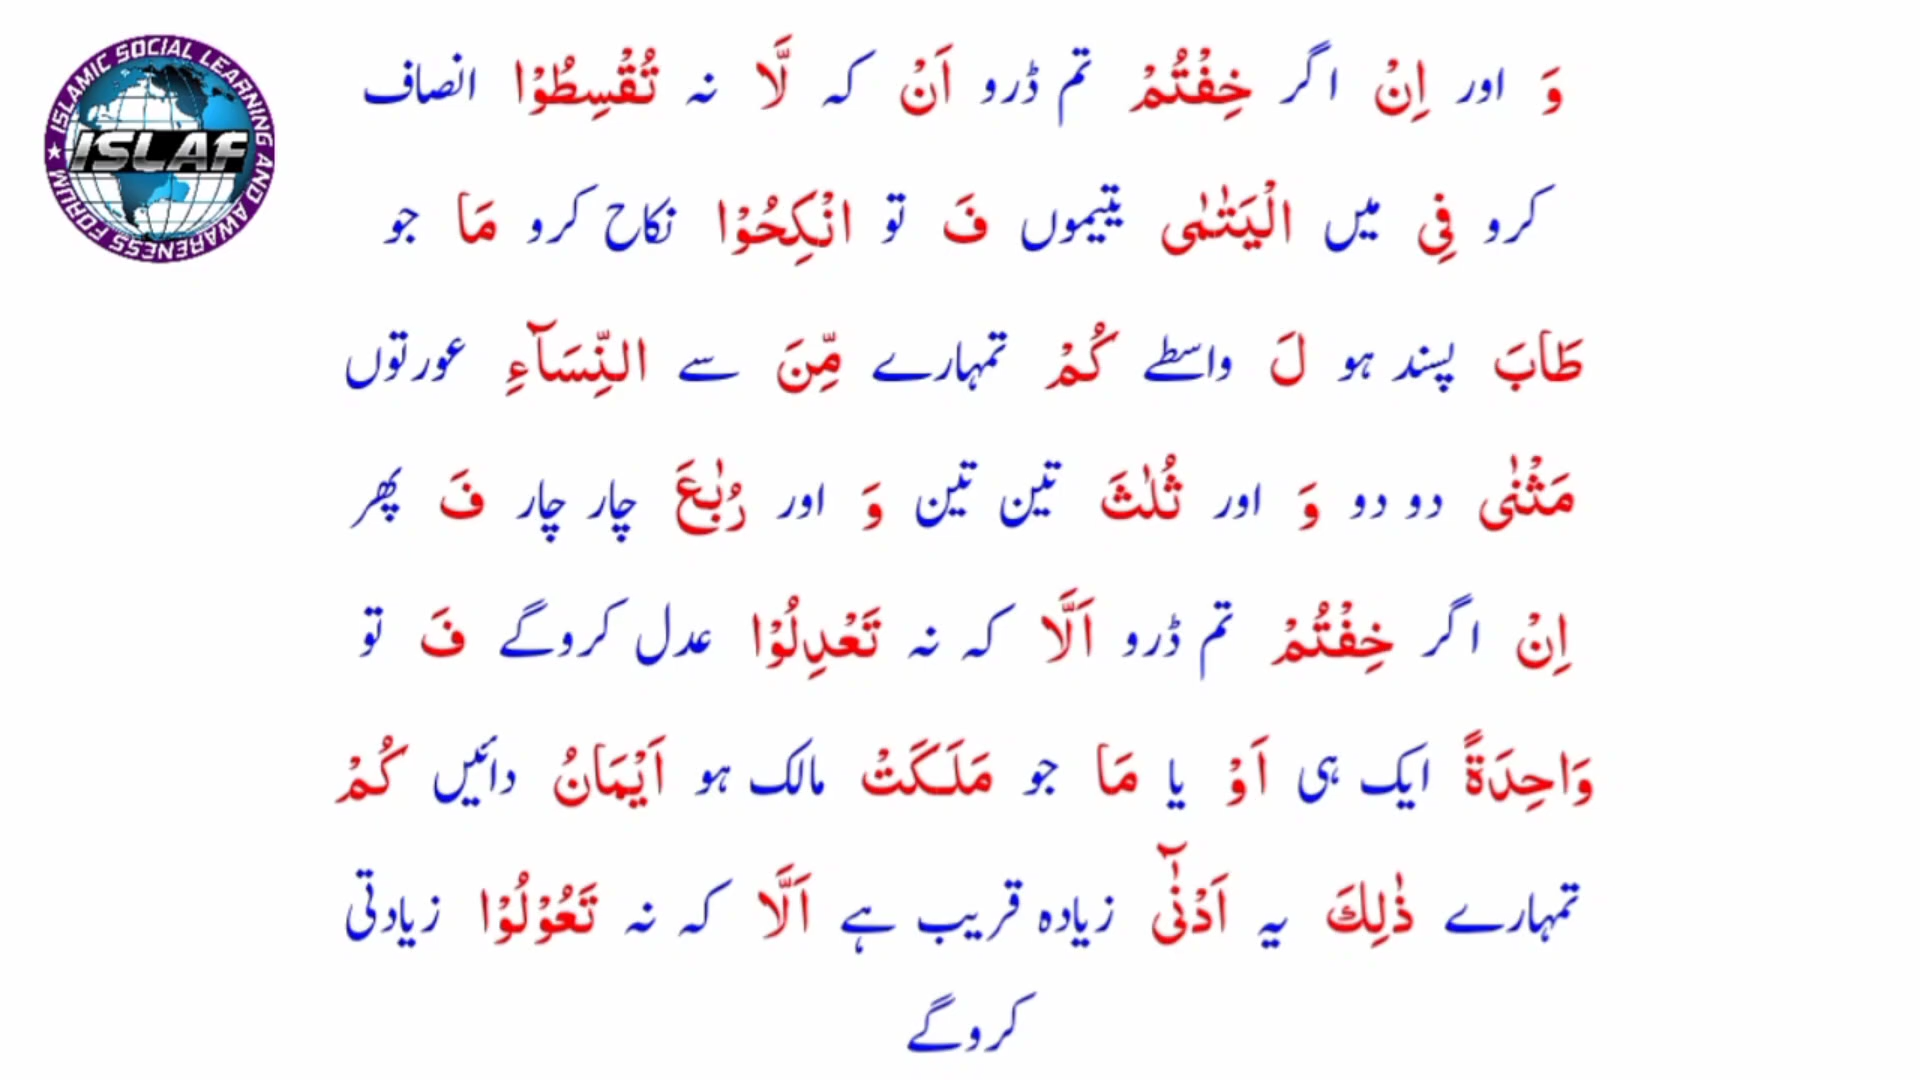 ISLAMIC SOCIAL LEARNING AND AWARENESS FORUM
ISLAF
وَ اور اِنْ اگر خِفْتُمْ تم ڈرو اَنْ کہ لَّا نہ تُقْسِطُوْا انصاف
کرو فِی میں الْیَتٰمٰی یتیموں فَ تو انْكِحُوْا نکاح کرو مَا جو
طَابَ پسند ہو لَ واسطے كُمْ تمہارے مِّنَ سے النِّسَآءِ عورتوں
مَثْنٰی دو دو وَ اور ثُلٰثَ تین تین وَ اور رُبٰعَ چار چار فَ پھر
اِنْ اگر خِفْتُمْ تم ڈرو اَلَّا کہ نہ تَعْدِلُوْا عدل کروگے فَ تو
وَاحِدَةً ایک ہی اَوْ یا مَا جو مَلَكَتْ مالک ہو اَیْمَانُ دائیں كُمْ
تمہارے ذٰلِكَ یہ اَدْنٰۤی زیادہ قریب ہے اَلَّا کہ نہ تَعُوْلُوْا زیادتی
کروگے